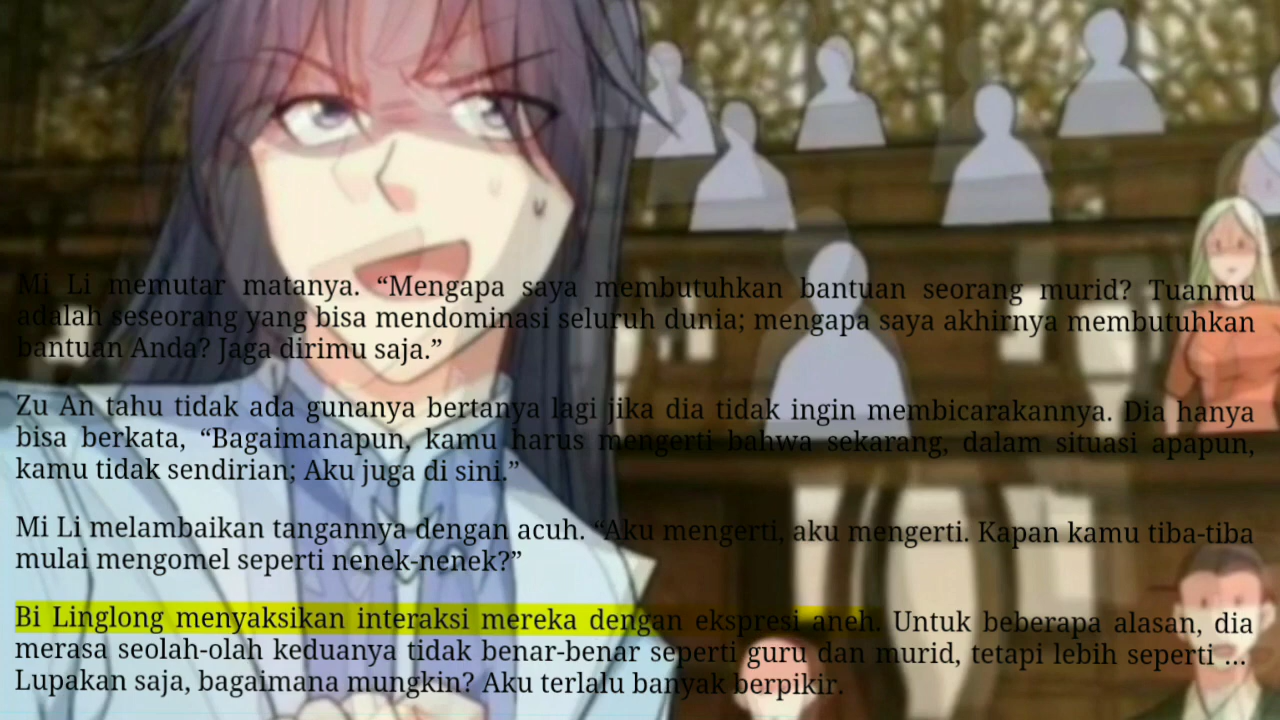 Mi Li memutar matanya. “Mengapa saya membutuhkan bantuan seorang murid? Tuanmu
adalah seseorang yang bisa mendominasi seluruh dunia; mengapa saya akhirnya membutuhkan
bantuan Anda? Jaga dirimu saja.”
Zu An tahu tidak ada gunanya bertanya lagi jika dia tidak ingin membicarakannya. Dia hanya
bisa berkata, “Bagaimanapun, kamu harus mengerti bahwa sekarang, dalam situasi apapun,
kamu tidak sendirian; Aku juga di sini.”
Mi Li melambaikan tangannya dengan acuh. “Aku mengerti, aku mengerti. Kapan kamu tiba-tiba
mulai mengomel seperti nenek-nenek?”
Bi Linglong menyaksikan interaksi mereka dengan ekspresi aneh. Untuk beberapa alasan, dia
merasa seolah-olah keduanya tidak benar-benar seperti guru dan murid, tetapi lebih seperti ...
Lupakan saja, bagaimana mungkin? Aku terlalu banyak berpikir.